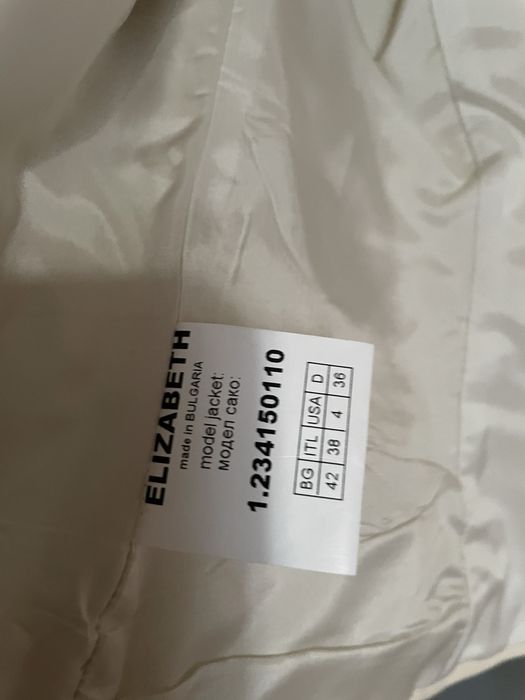 ELIZABETH
made in BULGARIA
model jacket:
модел сако:
1.234150110
BG ITL USA D
42 38 4 36